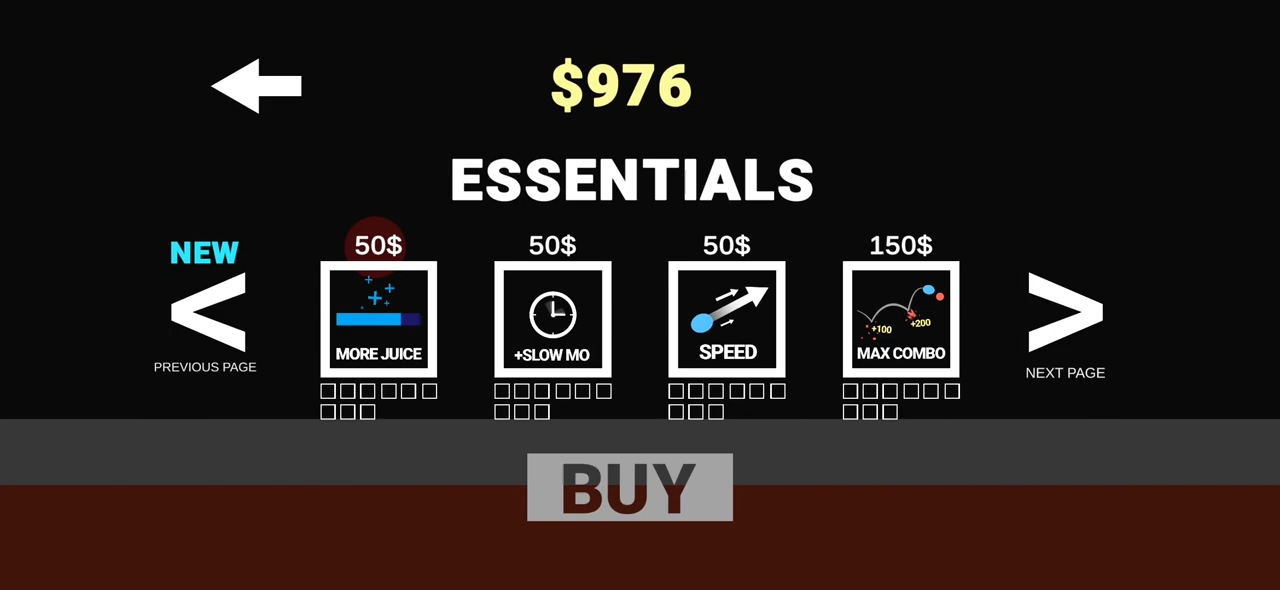 $976
ESSENTIALS
NEW
50$ 50$ 50$ 150$
+100 +200
MORE JUICE +SLOW MO SPEED MAX COMBO
PREVIOUS PAGE NEXT PAGE
BUY